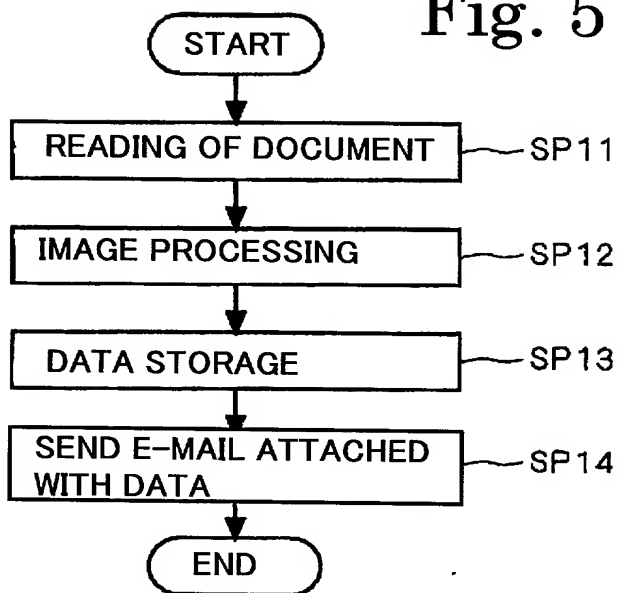 Fig. 5
START
READING OF DOCUMENT SP11
IMAGE PROCESSING SP12
DATA STORAGE SP13
SEND E-MAIL ATTACHED
WITH DATA SP14
END